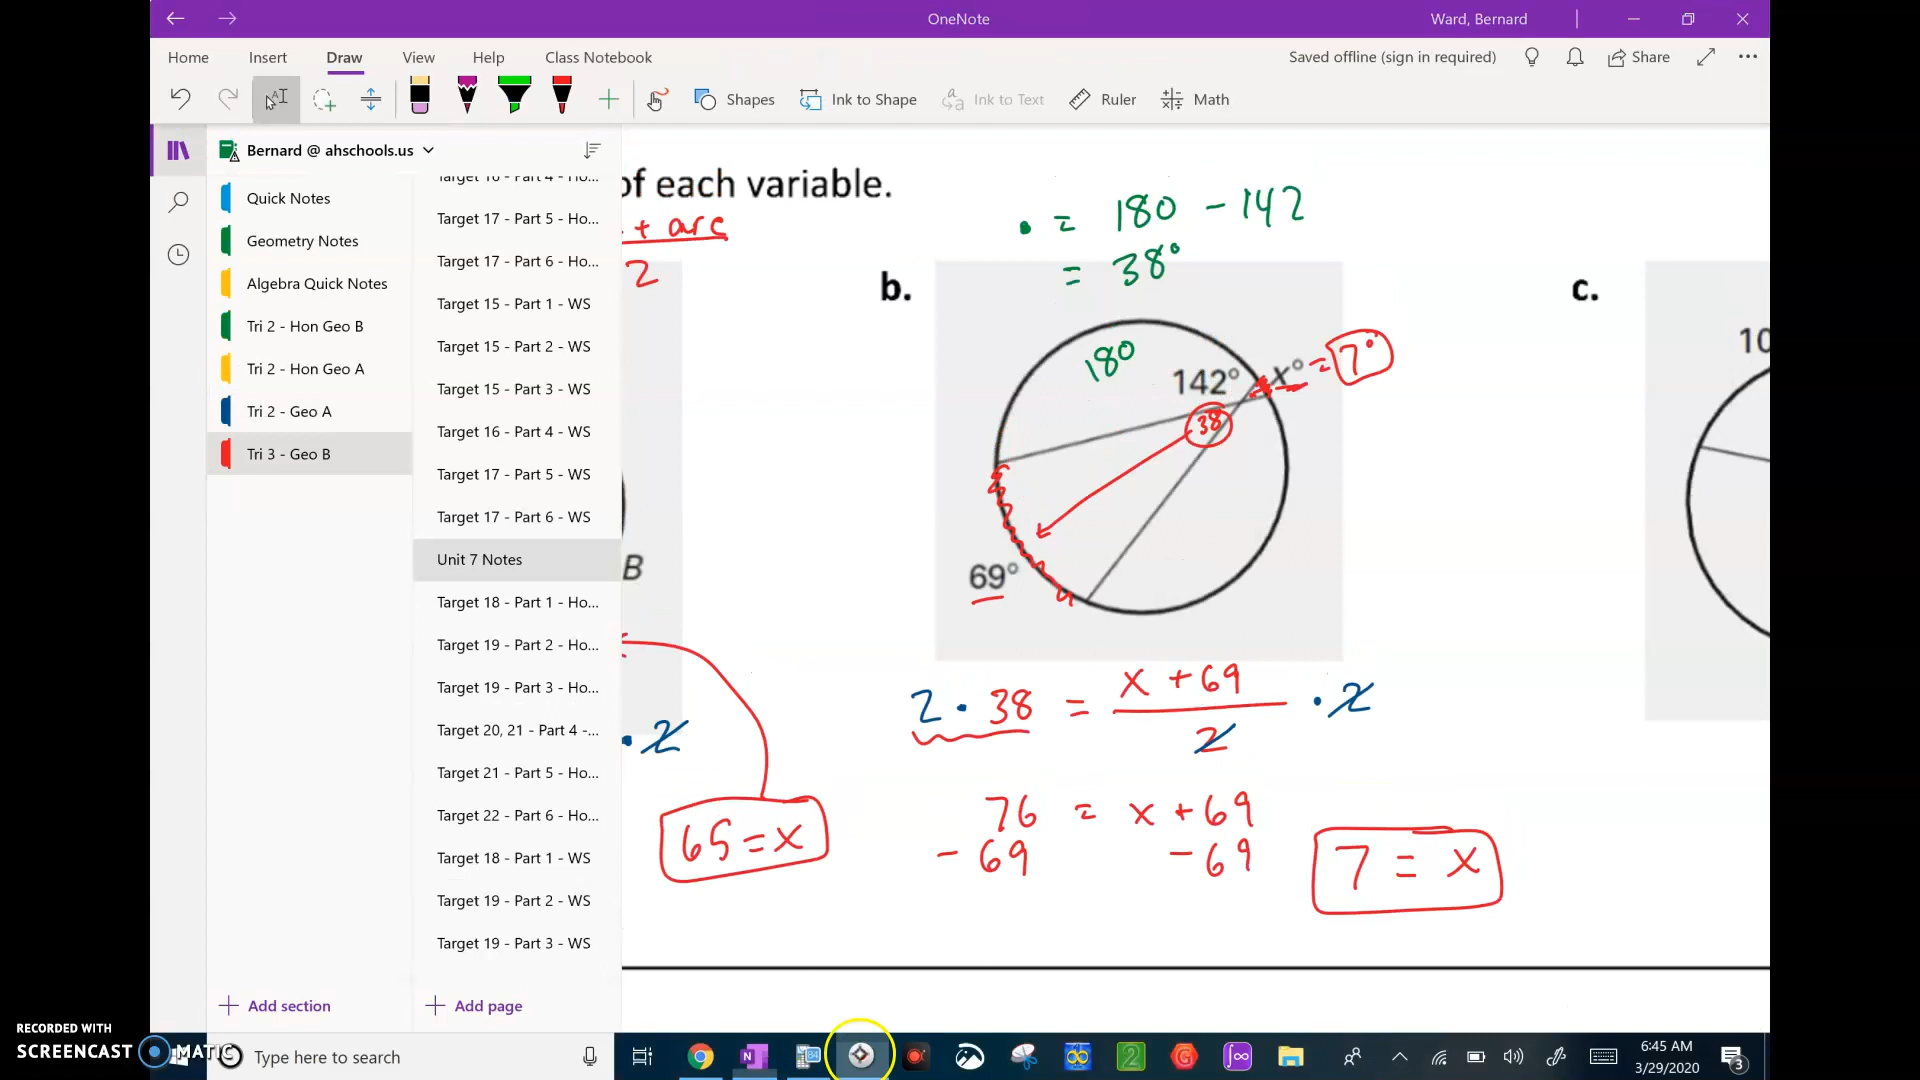 OneNote
Ward, Bernard
Home Insert Draw View Help Class Notebook
Saved offline (sign in required)
Share
Shapes
Ink to Shape
Ink to Text
Ruler
Math
Bernard @ ahschools.us
Quick Notes
Geometry Notes
Algebra Quick Notes
Tri 2 - Hon Geo B
Tri 2 - Hon Geo A
Tri 2 - Geo A
Tri 3 - Geo B
Add section
Target 16 - Part 4 - Ho...
Target 17 - Part 5 - Ho...
Target 17 - Part 6 - Ho...
Target 15 - Part 1 - WS
Target 15 - Part 2 - WS
Target 15 - Part 3 - WS
Target 16 - Part 4 - WS
Target 17 - Part 5 - WS
Target 17 - Part 6 - WS
Unit 7 Notes
Target 18 - Part 1 - Ho...
Target 19 - Part 2 - Ho...
Target 19 - Part 3 - Ho...
Target 20, 21 - Part 4 -...
Target 21 - Part 5 - Ho...
Target 22 - Part 6 - Ho...
Target 18 - Part 1 - WS
Target 19 - Part 2 - WS
Target 19 - Part 3 - WS
Add page
of each variable.
+ arc
2
B
• 2
65 = x
b.
• = 180 - 142
= 38°
180
142°
x° = 7°
38
69°
2 • 38 = x + 69 • 2
2
76 = x + 69
- 69 - 69
7 = x
c.
10
RECORDED WITH
SCREENCAST MATIC
Type here to search
6:45 AM
3/29/2020
3